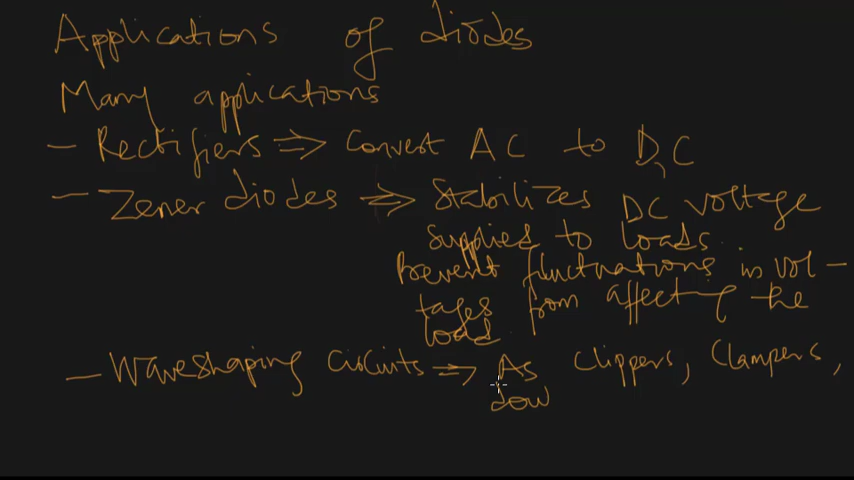 Applications of diodes
Many applications
- Rectifiers => Convert AC to D,C
- Zener diodes => Stabilizes DC voltage
supplied to loads.
Prevent fluctuations in vol-
tages from affecting the
load.
- Waveshaping circuits => As Clippers, Clampers,
dow